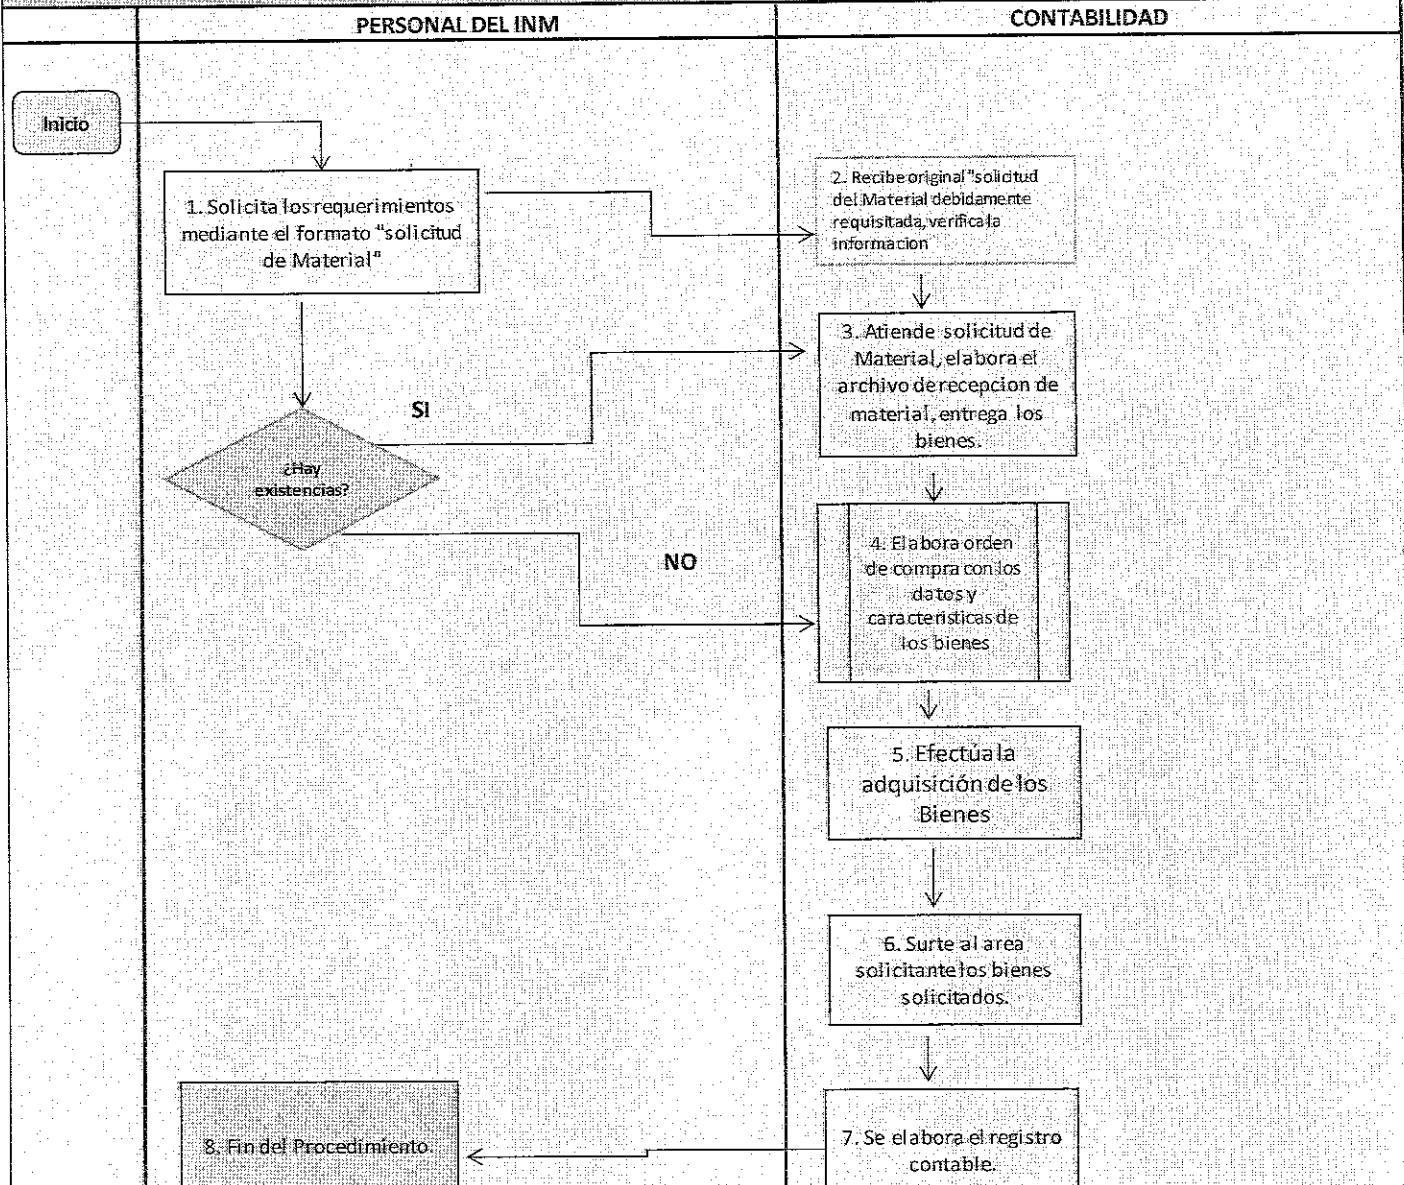 PERSONAL DEL INM
CONTABILIDAD
Inicio
1. Solicita los requerimientos
mediante el formato "solicitud
de Material"
2. Recibe original "solicitud
del Material debidamente
requisitada, verifica la
informacion
3. Atiende solicitud de
Material, elabora el
archivo de recepcion de
material, entrega los
bienes.
SI
¿Hay
existencias?
NO
4. Elabora orden
de compra con los
datos y
caracteristicas de
los bienes
5. Efectúa la
adquisición de los
Bienes
6. Surte al area
solicitante los bienes
solicitados.
7. Se elabora el registro
contable.
8. Fin del Procedimiento.